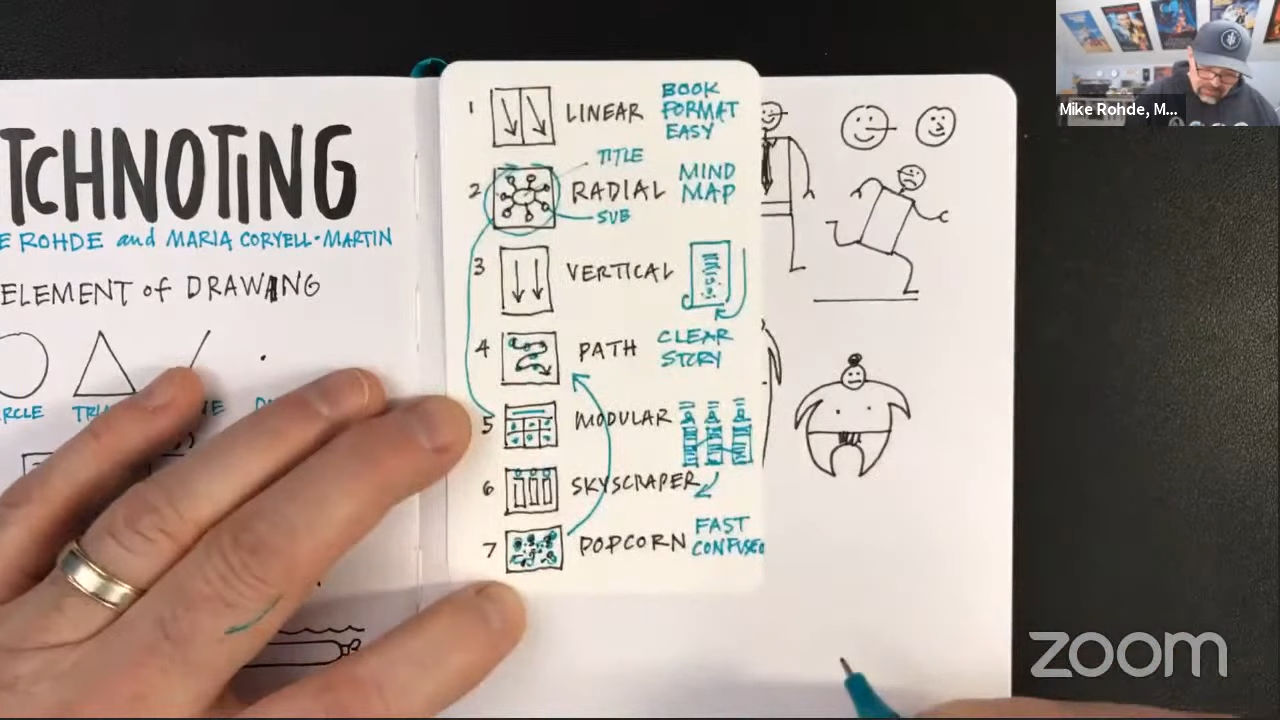 TCHNOTING
E ROHDE and MARIA CORYELL-MARTIN
ELEMENT of DRAWING
RCLE
1 LINEAR
BOOK
FORMAT
EASY
TITLE
2 RADIAL
MIND
MAP
SUB
3 VERTICAL
4 PATH
CLEAR
STORY
5 MODULAR
6 SKYSCRAPER
7 POPCORN
FAST
CONFUSED
Mike Rohde, M...
zoom